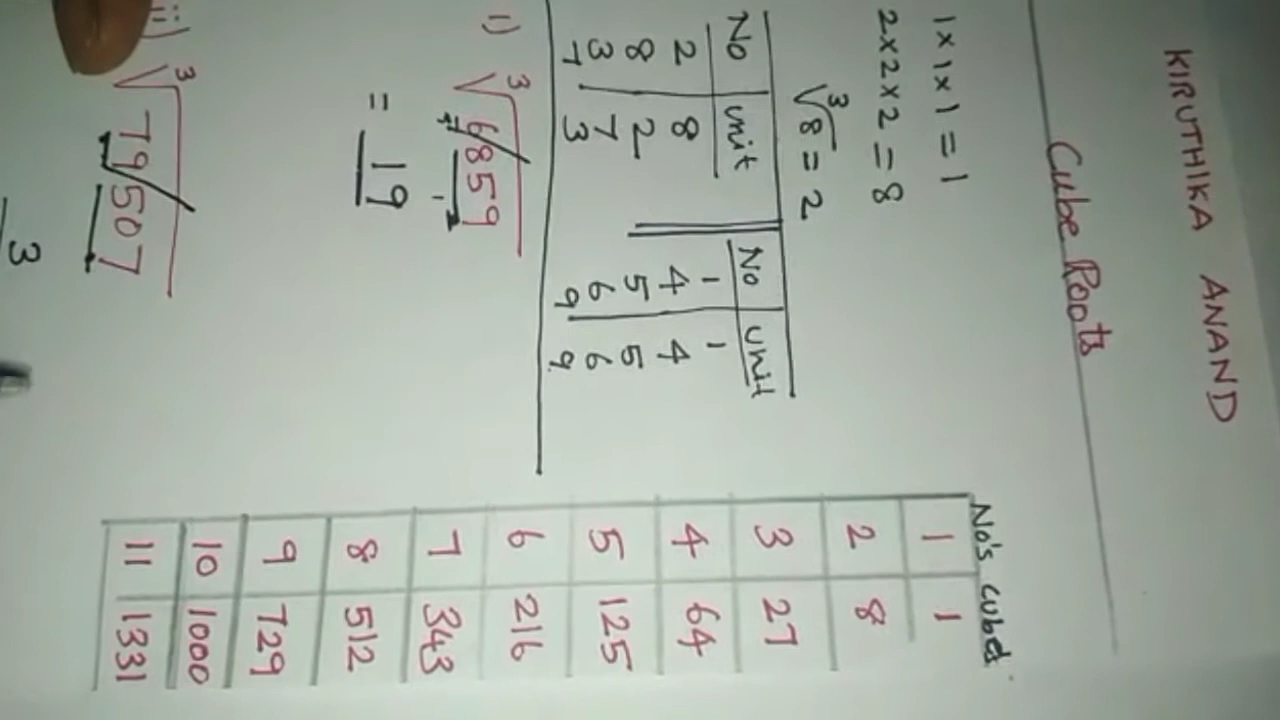 KIRUTHIKA ANAND
Cube Roots
1 x 1 x 1 = 1
2 x 2 x 2 = 8
∛8 = 2
No unit
2 8
8 2
3 7
7 3
No unit
1 1
4 4
5 5
6 6
9 9
i) ∛6859
= 19
ii) ∛79507
3
No's cubed
1 1
2 8
3 27
4 64
5 125
6 216
7 343
8 512
9 729
10 1000
11 1331